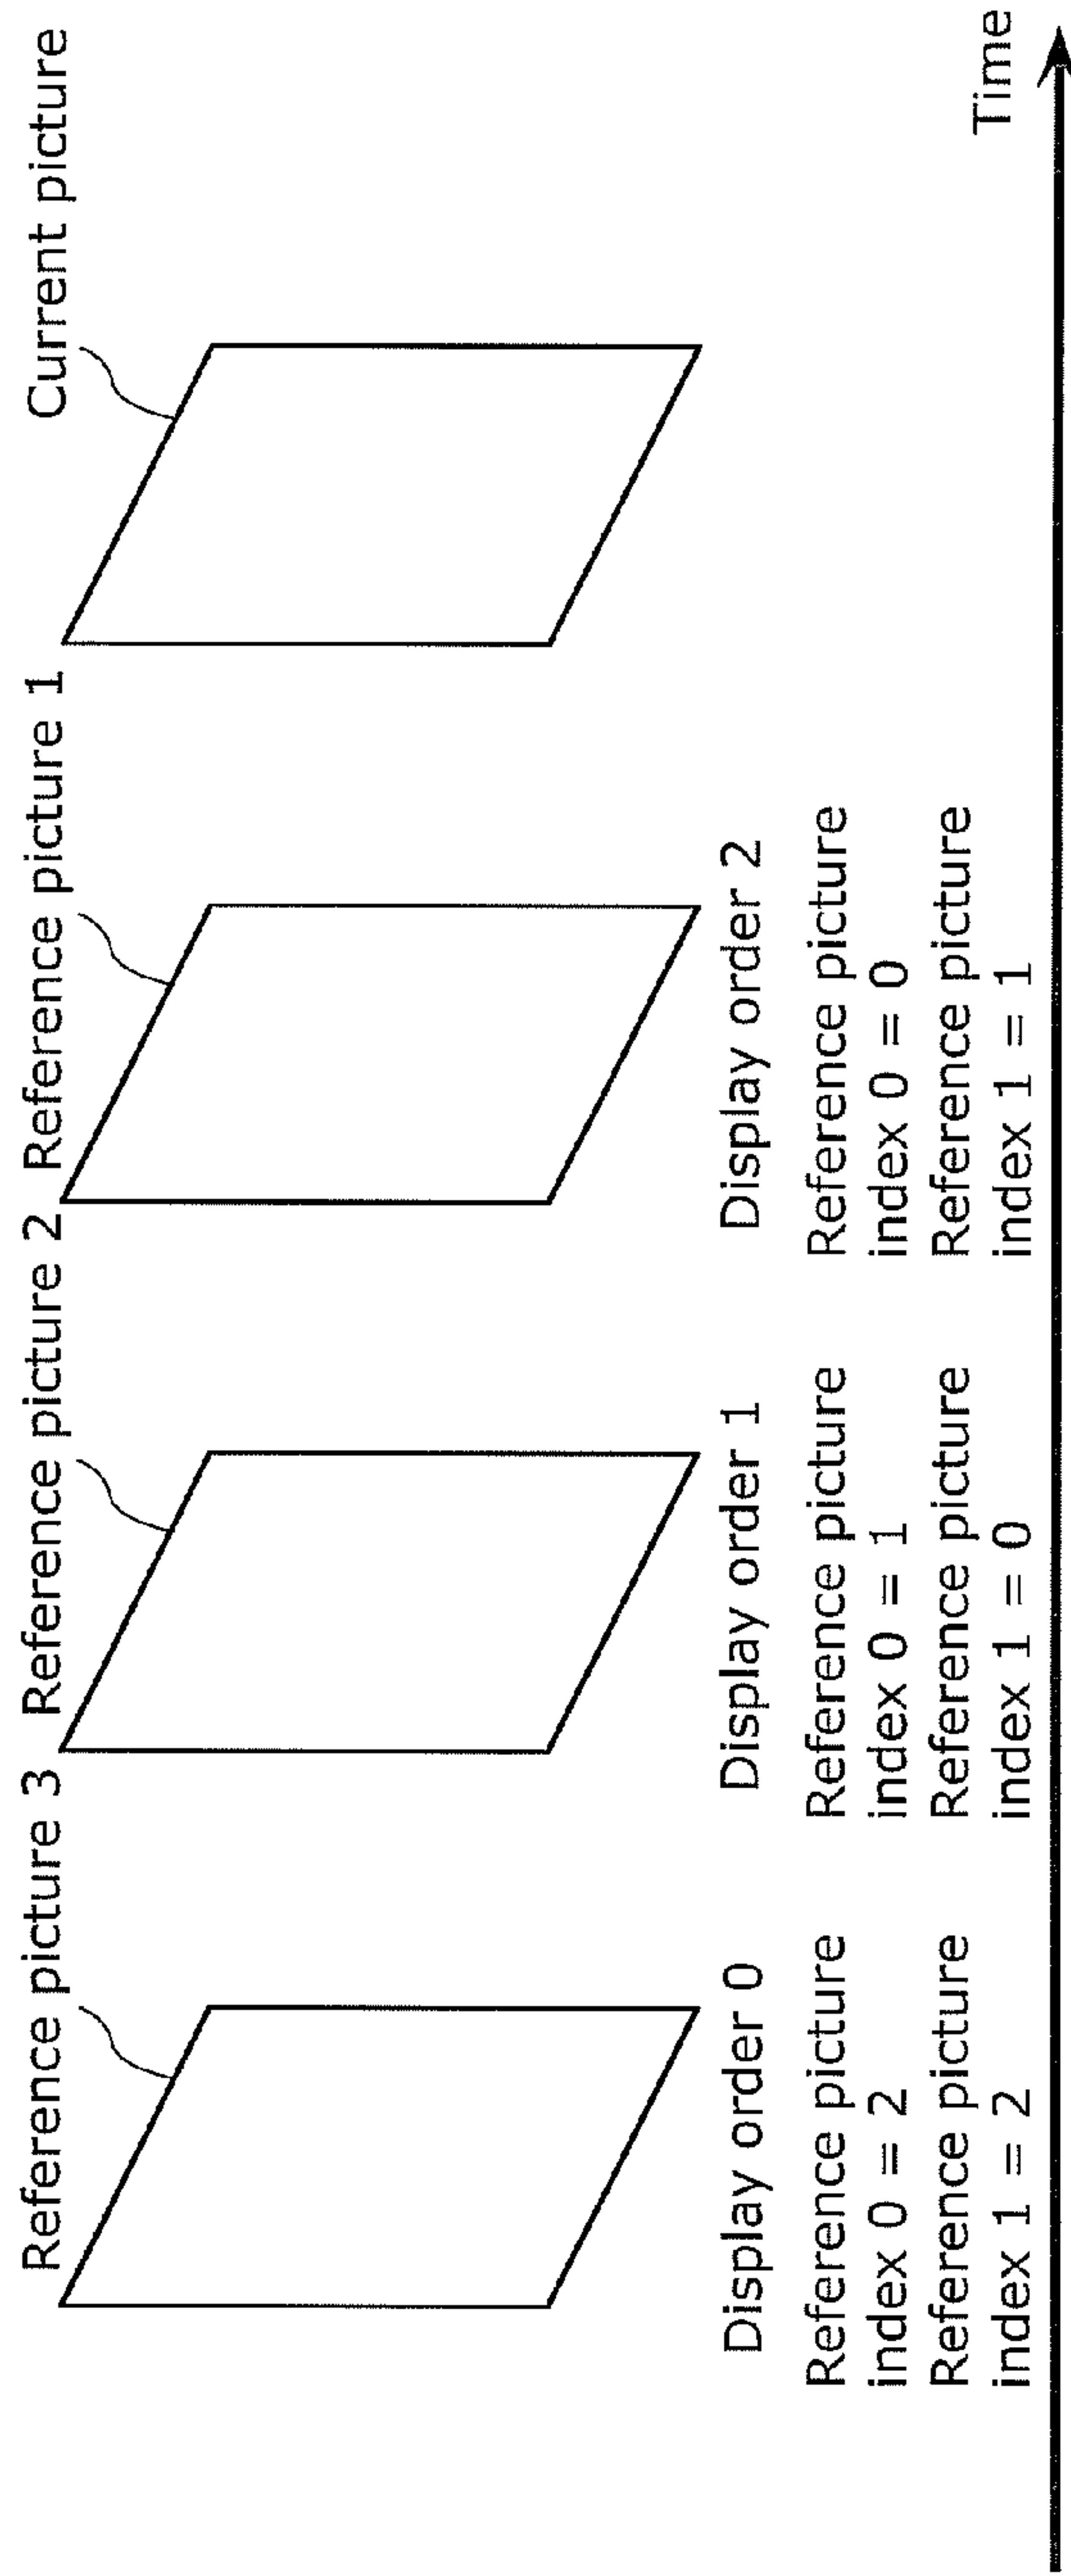 Reference picture 3
Reference picture 2
Reference picture 1
Current picture
Display order 0
Reference picture
index 0 = 2
Reference picture
index 1 = 2
Display order 1
Reference picture
index 0 = 1
Reference picture
index 1 = 0
Display order 2
Reference picture
index 0 = 0
Reference picture
index 1 = 1
Time